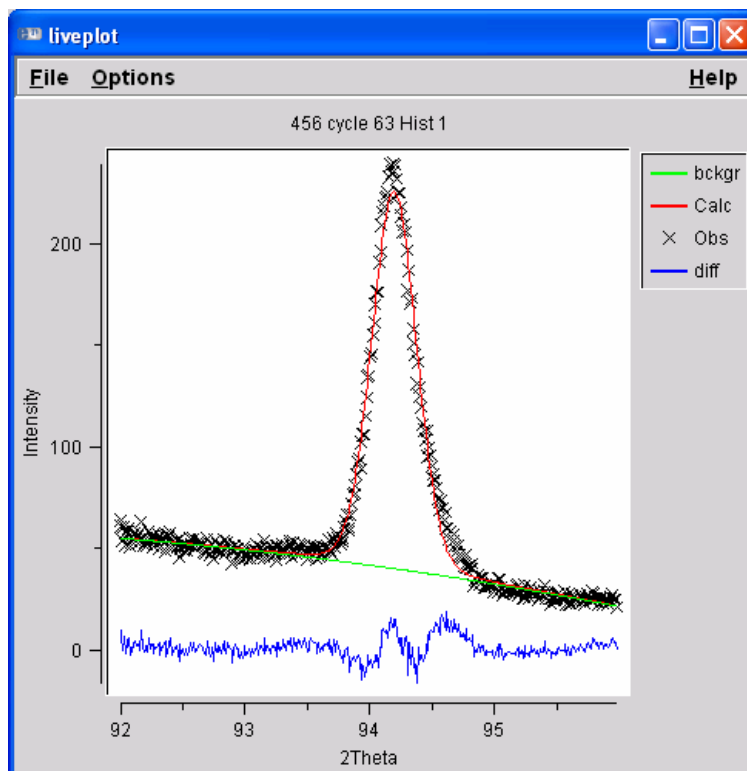 liveplot
File Options Help
456 cycle 63 Hist 1
bckgr
Calc
Obs
diff
200
100
0
Intensity
92 93 94 95
2Theta